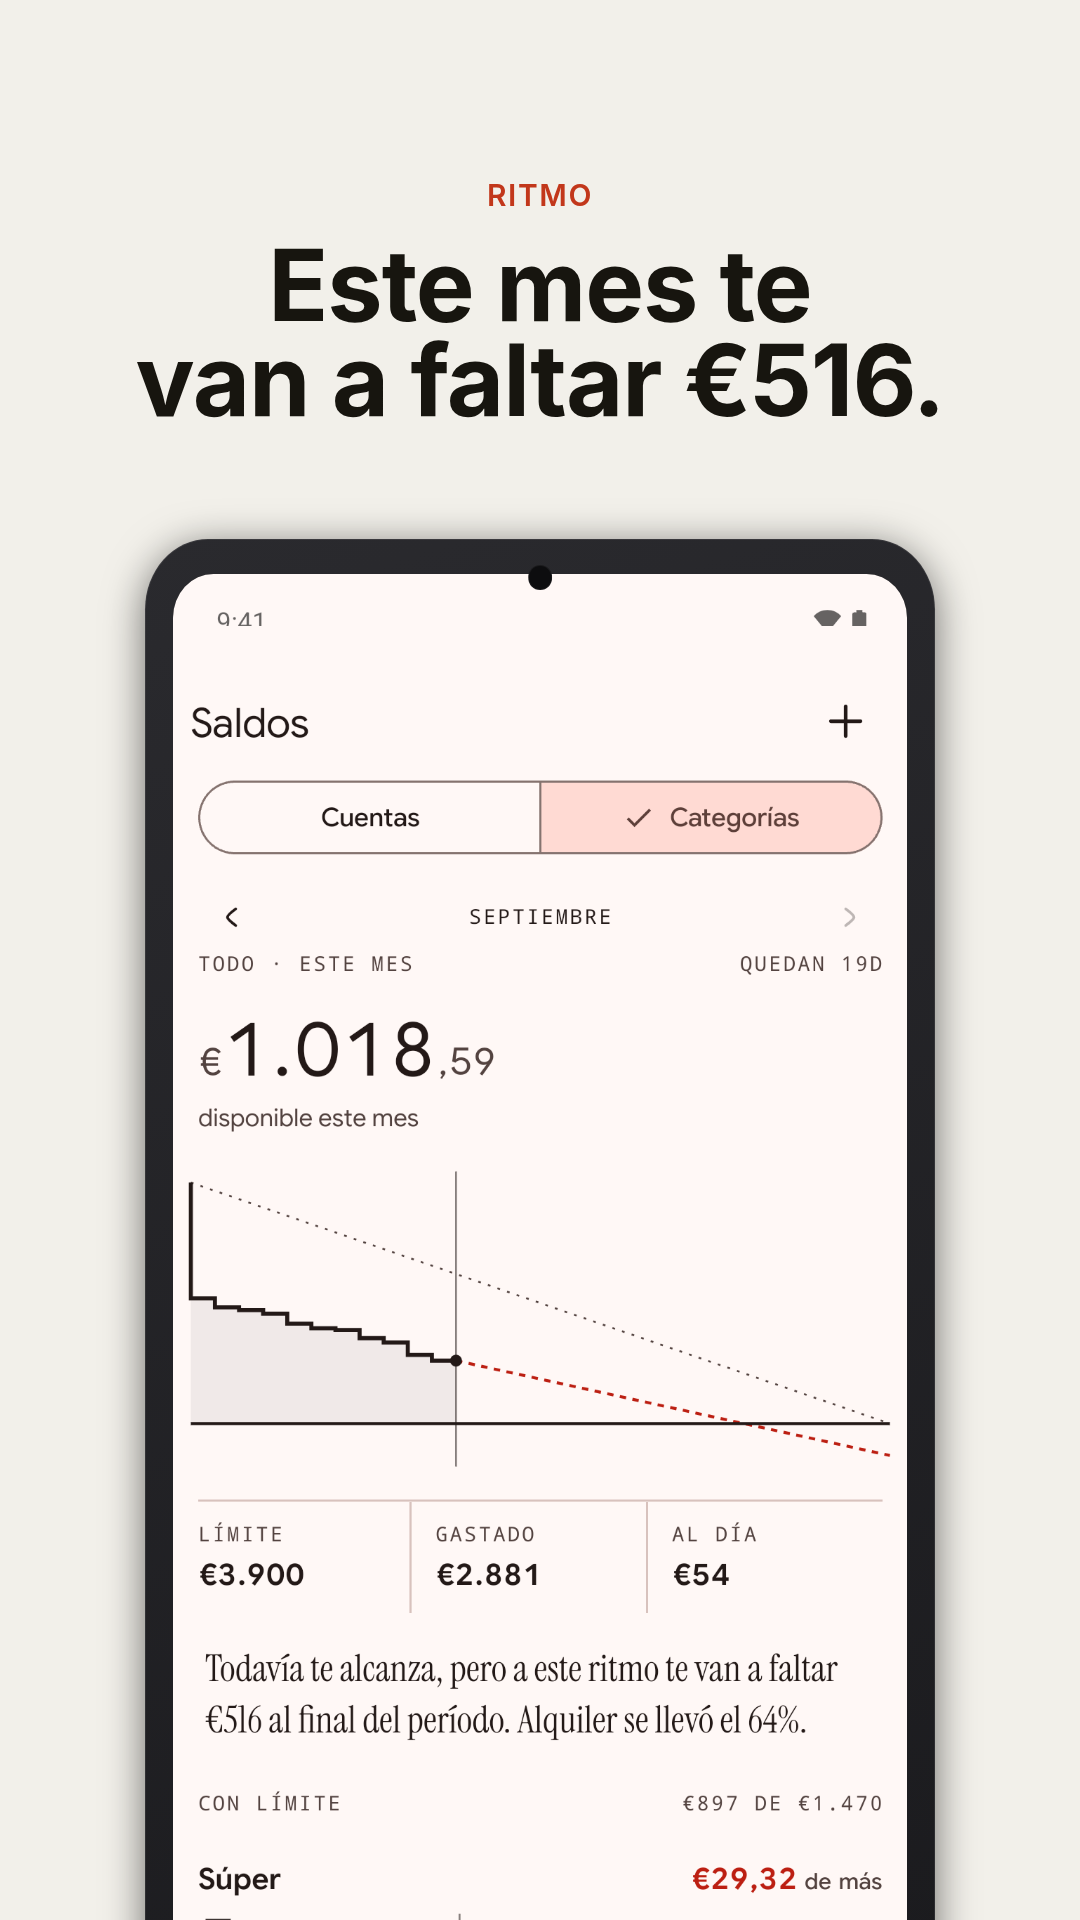 RITMO
Este mes te
van a faltar €516.
9:41
Saldos
Cuentas
Categorías
SEPTIEMBRE
TODO · ESTE MES
QUEDAN 19D
€1.018,59
disponible este mes
LÍMITE
GASTADO
AL DÍA
€3.900
€2.881
€54
Todavía te alcanza, pero a este ritmo te van a faltar
€516 al final del período. Alquiler se llevó el 64%.
CON LÍMITE
€897 DE €1.470
Súper
€29,32 de más